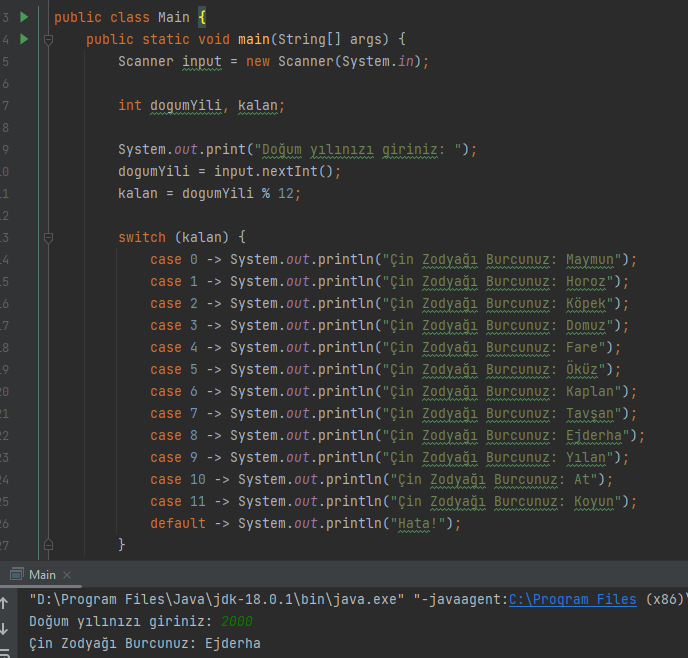 3 public class Main {
4 public static void main(String[] args) {
5 Scanner input = new Scanner(System.in);
6
7 int dogumYili, kalan;
8
9 System.out.print("Doğum yılınızı giriniz: ");
10 dogumYili = input.nextInt();
11 kalan = dogumYili % 12;
12
13 switch (kalan) {
14 case 0 -> System.out.println("Çin Zodyağı Burcunuz: Maymun");
15 case 1 -> System.out.println("Çin Zodyağı Burcunuz: Horoz");
16 case 2 -> System.out.println("Çin Zodyağı Burcunuz: Köpek");
17 case 3 -> System.out.println("Çin Zodyağı Burcunuz: Domuz");
18 case 4 -> System.out.println("Çin Zodyağı Burcunuz: Fare");
19 case 5 -> System.out.println("Çin Zodyağı Burcunuz: Öküz");
20 case 6 -> System.out.println("Çin Zodyağı Burcunuz: Kaplan");
21 case 7 -> System.out.println("Çin Zodyağı Burcunuz: Tavşan");
22 case 8 -> System.out.println("Çin Zodyağı Burcunuz: Ejderha");
23 case 9 -> System.out.println("Çin Zodyağı Burcunuz: Yılan");
24 case 10 -> System.out.println("Çin Zodyağı Burcunuz: At");
25 case 11 -> System.out.println("Çin Zodyağı Burcunuz: Koyun");
26 default -> System.out.println("Hata!");
27 }
Main
"D:\Program Files\Java\jdk-18.0.1\bin\java.exe" "-javaagent:C:\Program Files (x86)\
Doğum yılınızı giriniz: 2000
Çin Zodyağı Burcunuz: Ejderha